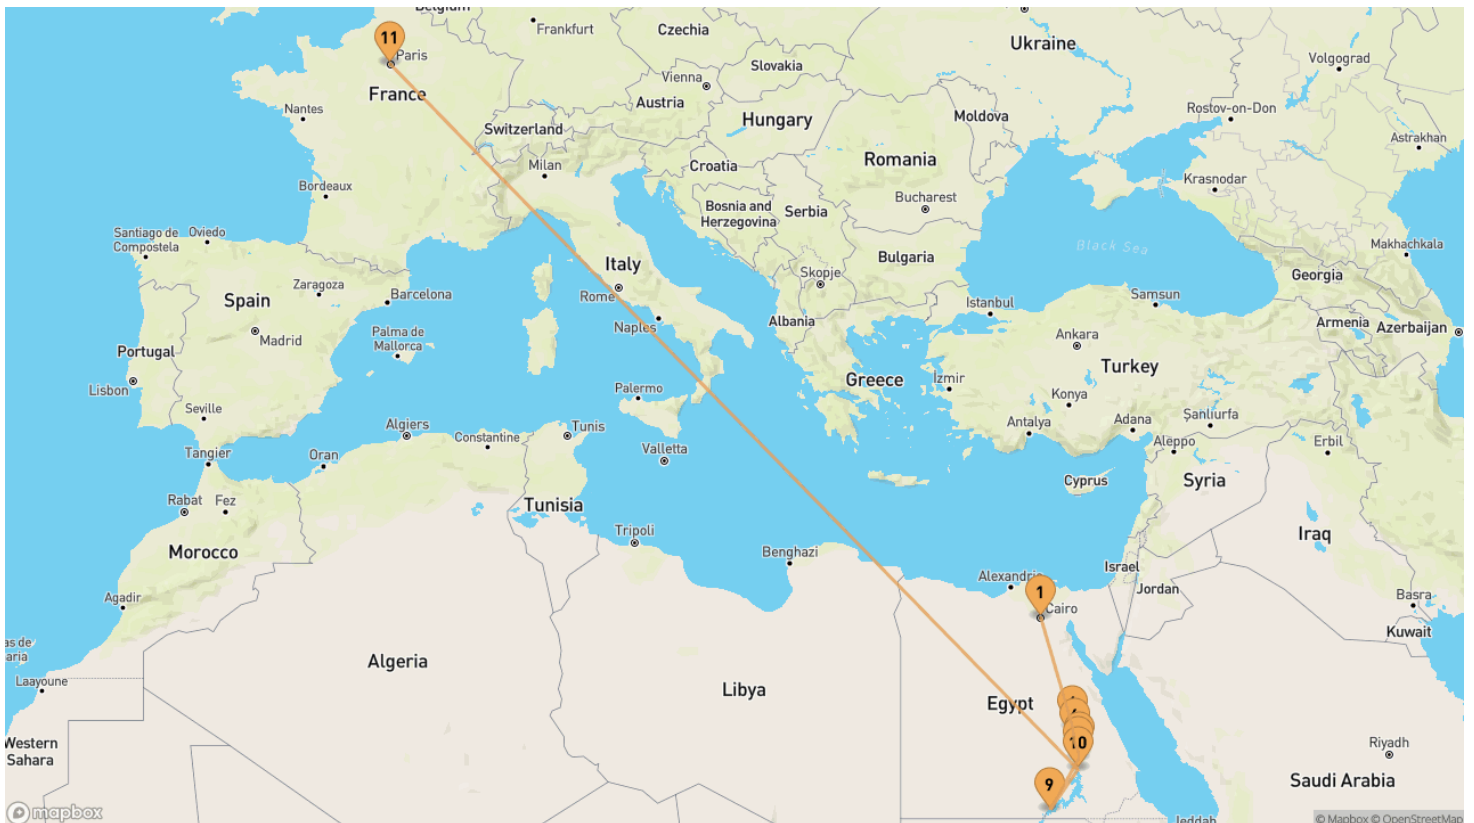 Belgium
11
Paris
France
Frankfurt
Czechia
Ukraine
Volgograd
Slovakia
Vienna
Austria
Nantes
Switzerland
Hungary
Moldova
Rostov-on-Don
Astrakhan
Milan
Croatia
Romania
Krasnodar
Bordeaux
Bosnia and
Herzegovina
Serbia
Bucharest
Santiago de
Compostela
Oviedo
Black Sea
Makhachkala
Bulgaria
Italy
Skopje
Georgia
Zaragoza
Barcelona
Spain
Rome
Istanbul
Samsun
Naples
Albania
Armenia
Azerbaijan
Madrid
Palma de
Mallorca
Ankara
Portugal
Turkey
Lisbon
Greece
İzmir
Palermo
Konya
Seville
Algiers
Constantine
Tunis
Antalya
Adana
Şanlıurfa
Aleppo
Erbil
Tangier
Oran
Valletta
Cyprus
Syria
Rabat
Fez
Tunisia
Tripoli
Iraq
Morocco
Benghazi
Israel
Jordan
Alexandria
1
Cairo
Basra
Agadir
Kuwait
as de
aria
Algeria
Laayoune
Libya
Egypt
10
Western
Sahara
Riyadh
9
Saudi Arabia
mapbox
Jeddah
© Mapbox © OpenStreetMap